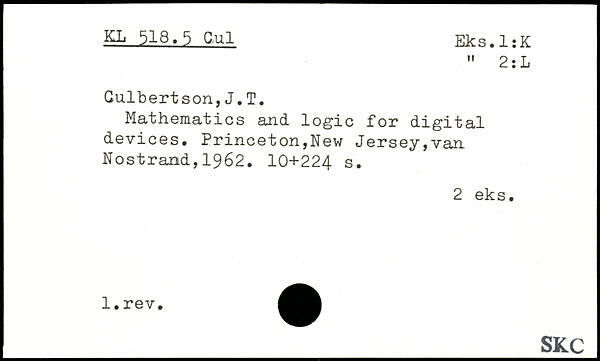 KL 518.5 Cul
Eks.1:K
" 2:L
Culbertson,J.T.
Mathematics and logic for digital
devices. Princeton,New Jersey,van
Nostrand,1962. 10+224 s.
2 eks.
1.rev.
SKC